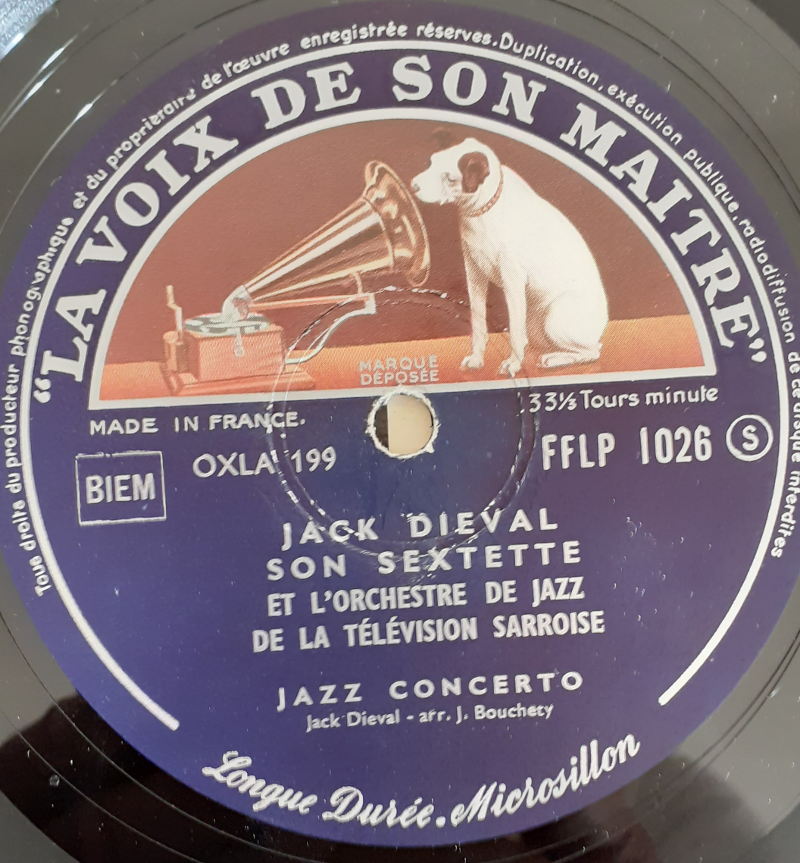 Tous droits du producteur phonographique et du propriétaire de l'œuvre enregistrée réservés. Duplication, exécution publique, radiodiffusion de ce disque interdites
"LA VOIX DE SON MAITRE"
MARQUE
DÉPOSÉE
MADE IN FRANCE.
33⅓ Tours minute
BIEM
OXLA 199
FFLP 1026 S
JACK DIEVAL
SON SEXTETTE
ET L'ORCHESTRE DE JAZZ
DE LA TÉLÉVISION SARROISE
JAZZ CONCERTO
Jack Dieval - arr. J. Bouchety
Longue Durée. Microsillon